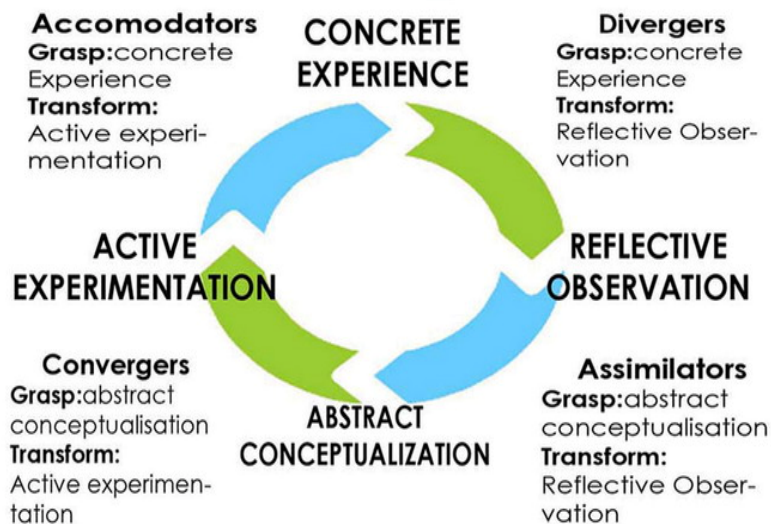 Accomodators
Grasp:concrete
Experience
Transform:
Active experi-
mentation
CONCRETE
EXPERIENCE
Divergers
Grasp:concrete
Experience
Transform:
Reflective Obser-
vation
ACTIVE
EXPERIMENTATION
REFLECTIVE
OBSERVATION
Convergers
Grasp:abstract
conceptualisation
Transform:
Active experimen-
tation
ABSTRACT
CONCEPTUALIZATION
Assimilators
Grasp:abstract
conceptualisation
Transform:
Reflective Obser-
vation